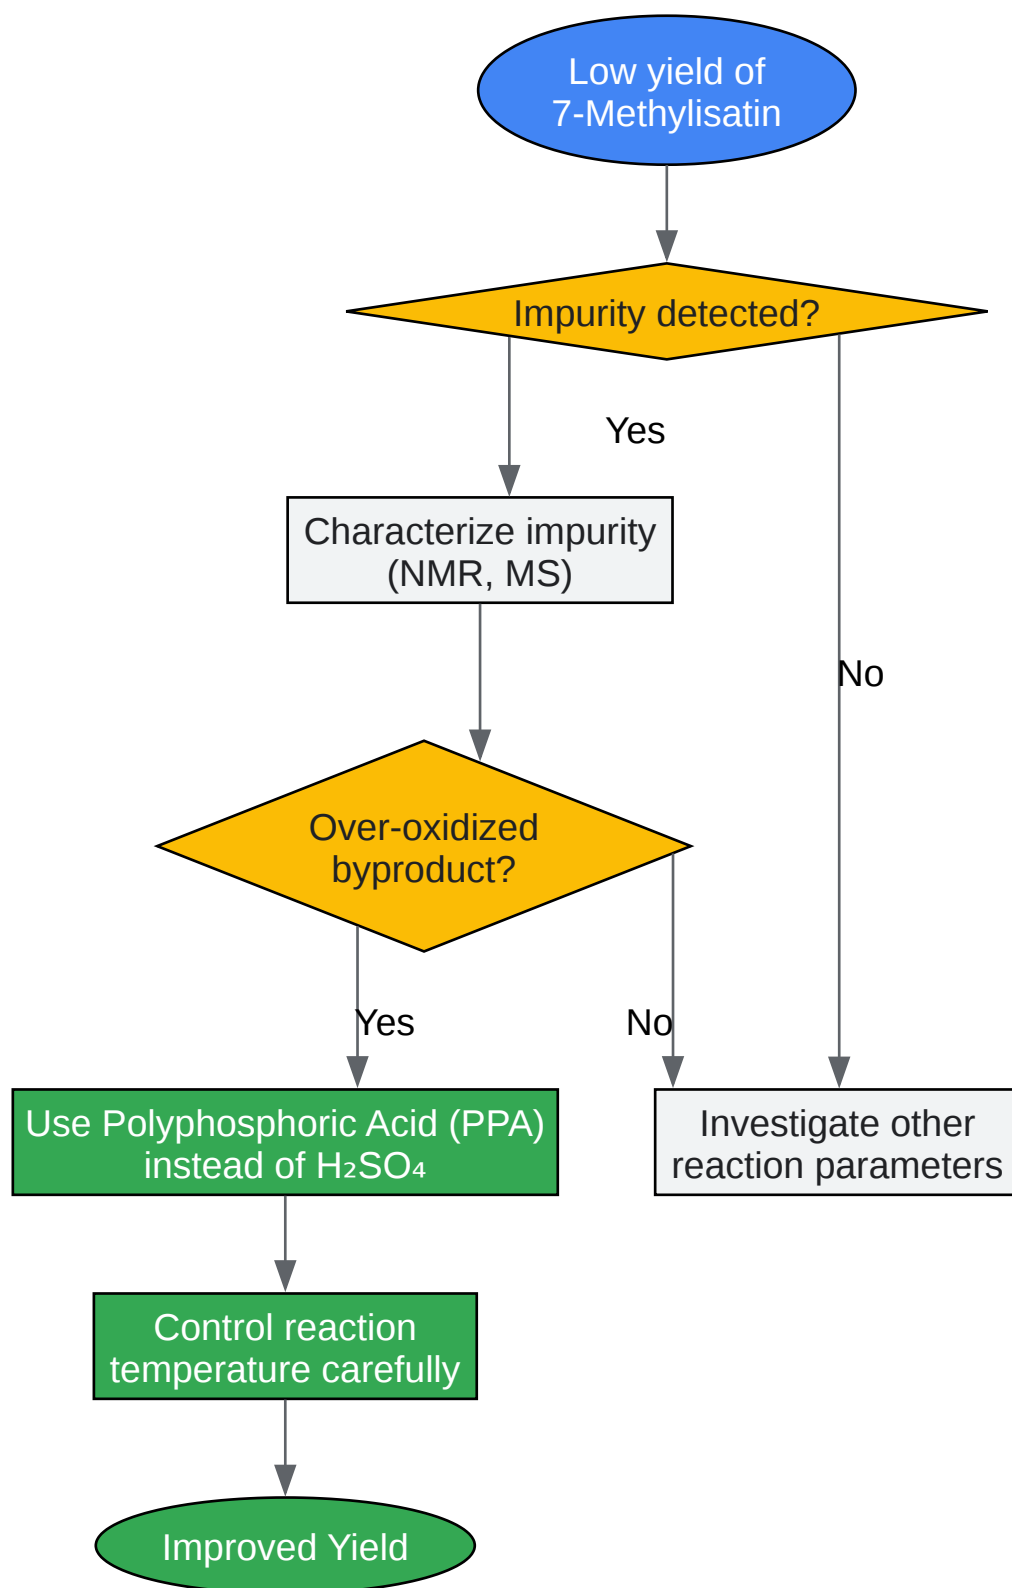 Low yield of
7-Methylisatin
Impurity detected?
Yes
Characterize impurity
(NMR, MS)
No
Over-oxidized
byproduct?
Yes
No
Use Polyphosphoric Acid (PPA)
instead of H₂SO₄
Investigate other
reaction parameters
Control reaction
temperature carefully
Improved Yield